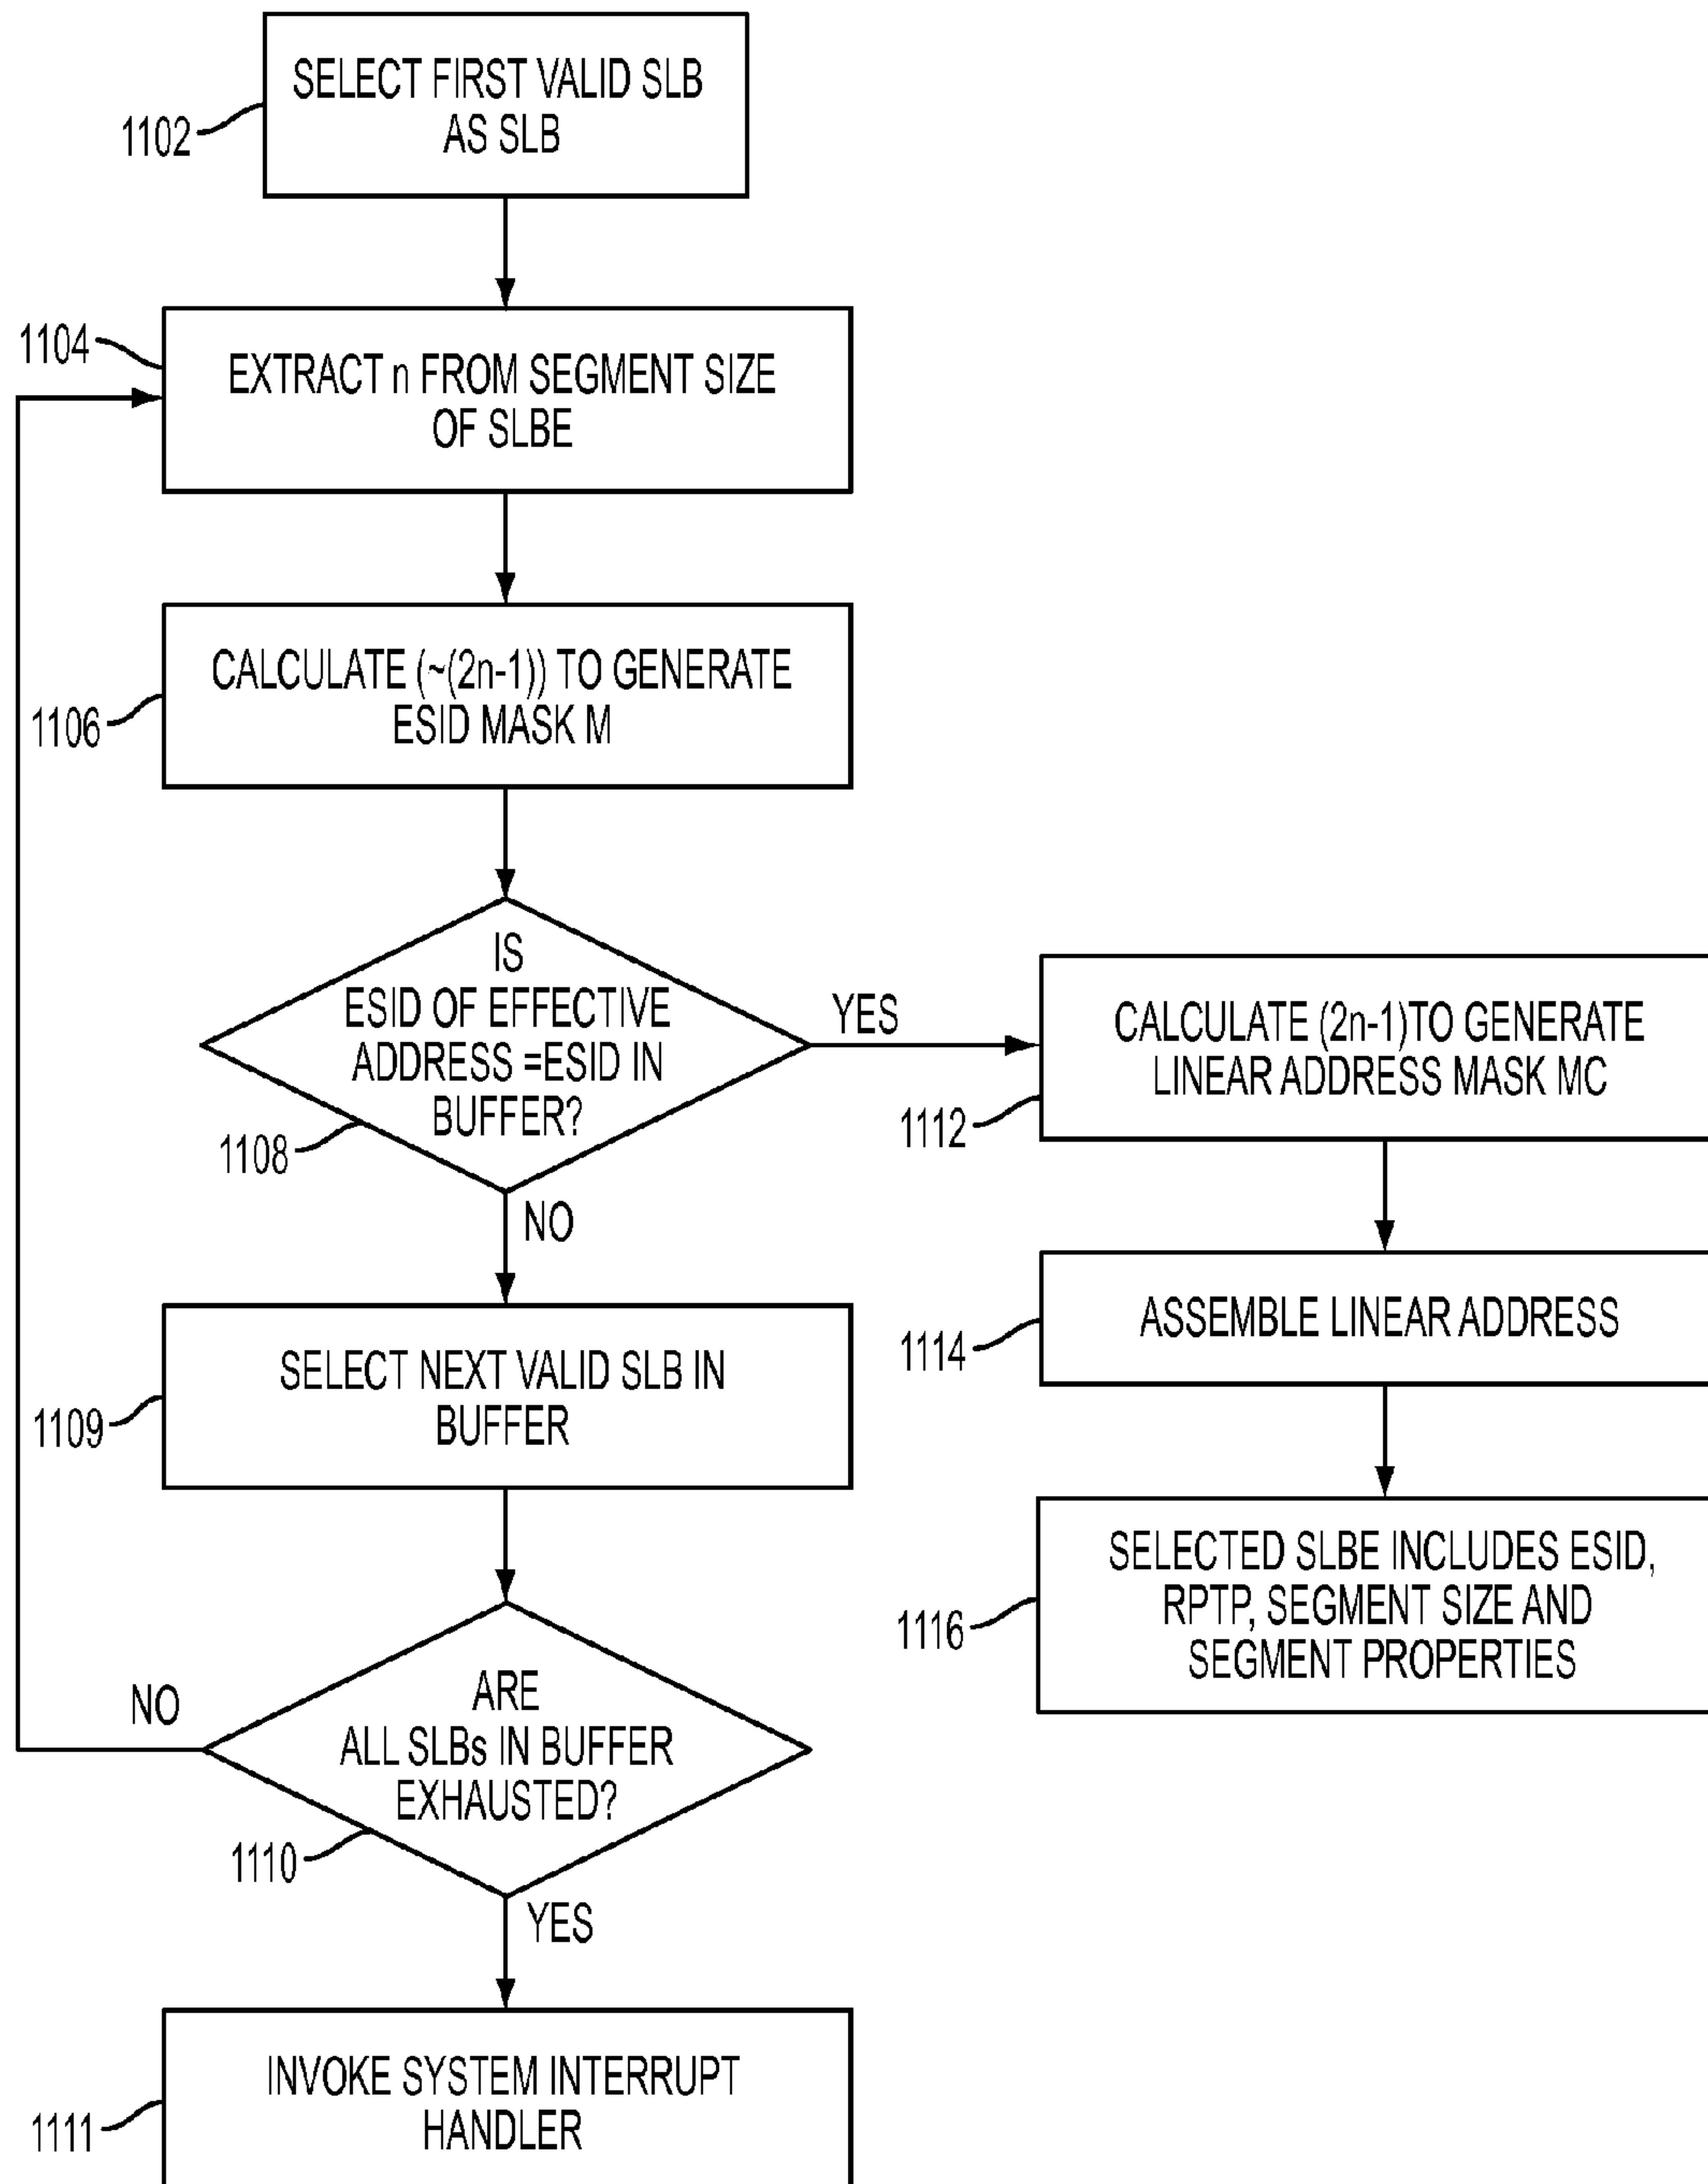 SELECT FIRST VALID SLB
AS SLB
1102
1104
EXTRACT n FROM SEGMENT SIZE
OF SLBE
CALCULATE (~(2n-1)) TO GENERATE
ESID MASK M
1106
IS
ESID OF EFFECTIVE
ADDRESS =ESID IN
BUFFER?
1108
YES
NO
CALCULATE (2n-1)TO GENERATE
LINEAR ADDRESS MASK MC
1112
ASSEMBLE LINEAR ADDRESS
1114
SELECT NEXT VALID SLB IN
BUFFER
1109
SELECTED SLBE INCLUDES ESID,
RPTP, SEGMENT SIZE AND
SEGMENT PROPERTIES
1116
ARE
ALL SLBs IN BUFFER
EXHAUSTED?
NO
1110
YES
INVOKE SYSTEM INTERRUPT
HANDLER
1111